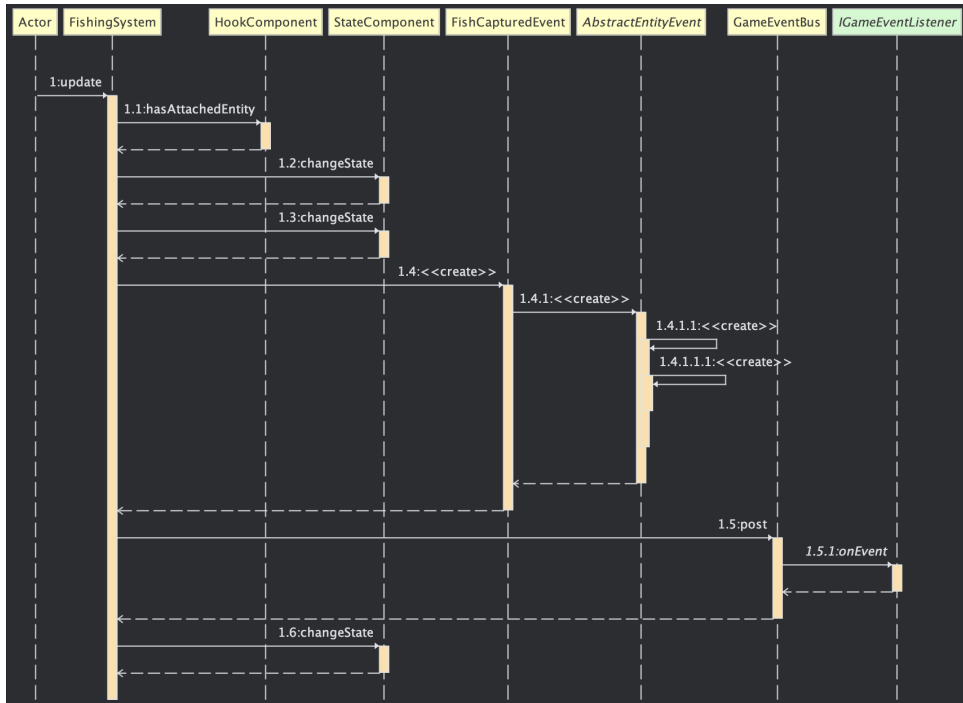 Actor FishingSystem HookComponent StateComponent FishCapturedEvent AbstractEntityEvent GameEventBus IGameEventListener
1:update
1.1:hasAttachedEntity
1.2:changeState
1.3:changeState
1.4:<<create>>
1.4.1:<<create>>
1.4.1.1:<<create>>
1.4.1.1.1:<<create>>
1.5:post
1.5.1:onEvent
1.6:changeState